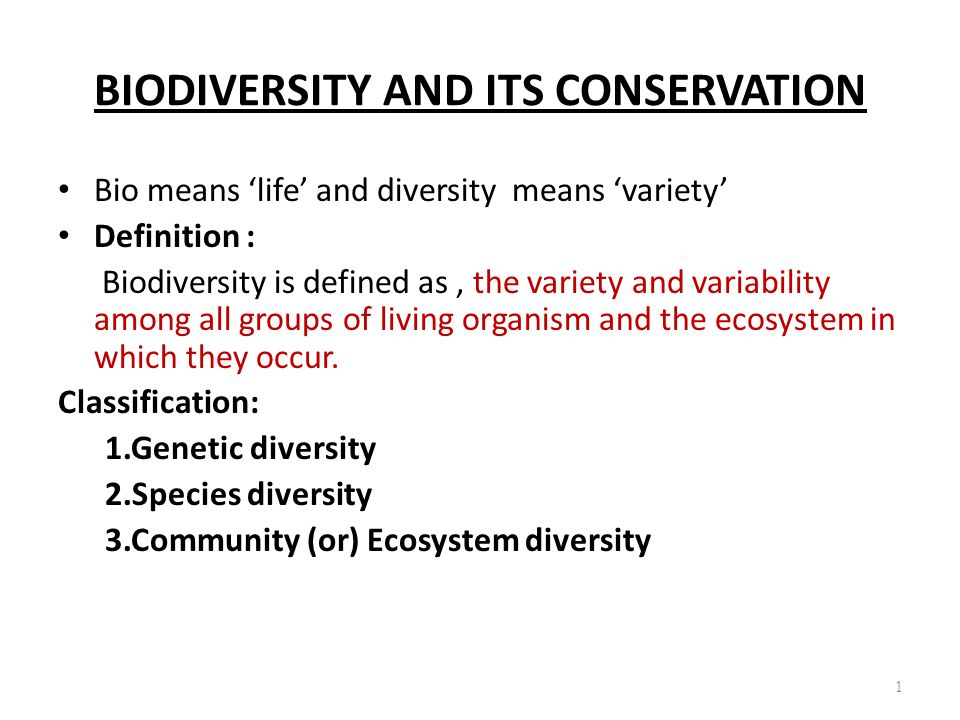 BIODIVERSITY AND ITS CONSERVATION
• Bio means ‘life’ and diversity means ‘variety’
• Definition :
Biodiversity is defined as , the variety and variability
among all groups of living organism and the ecosystem in
which they occur.
Classification:
1.Genetic diversity
2.Species diversity
3.Community (or) Ecosystem diversity
1